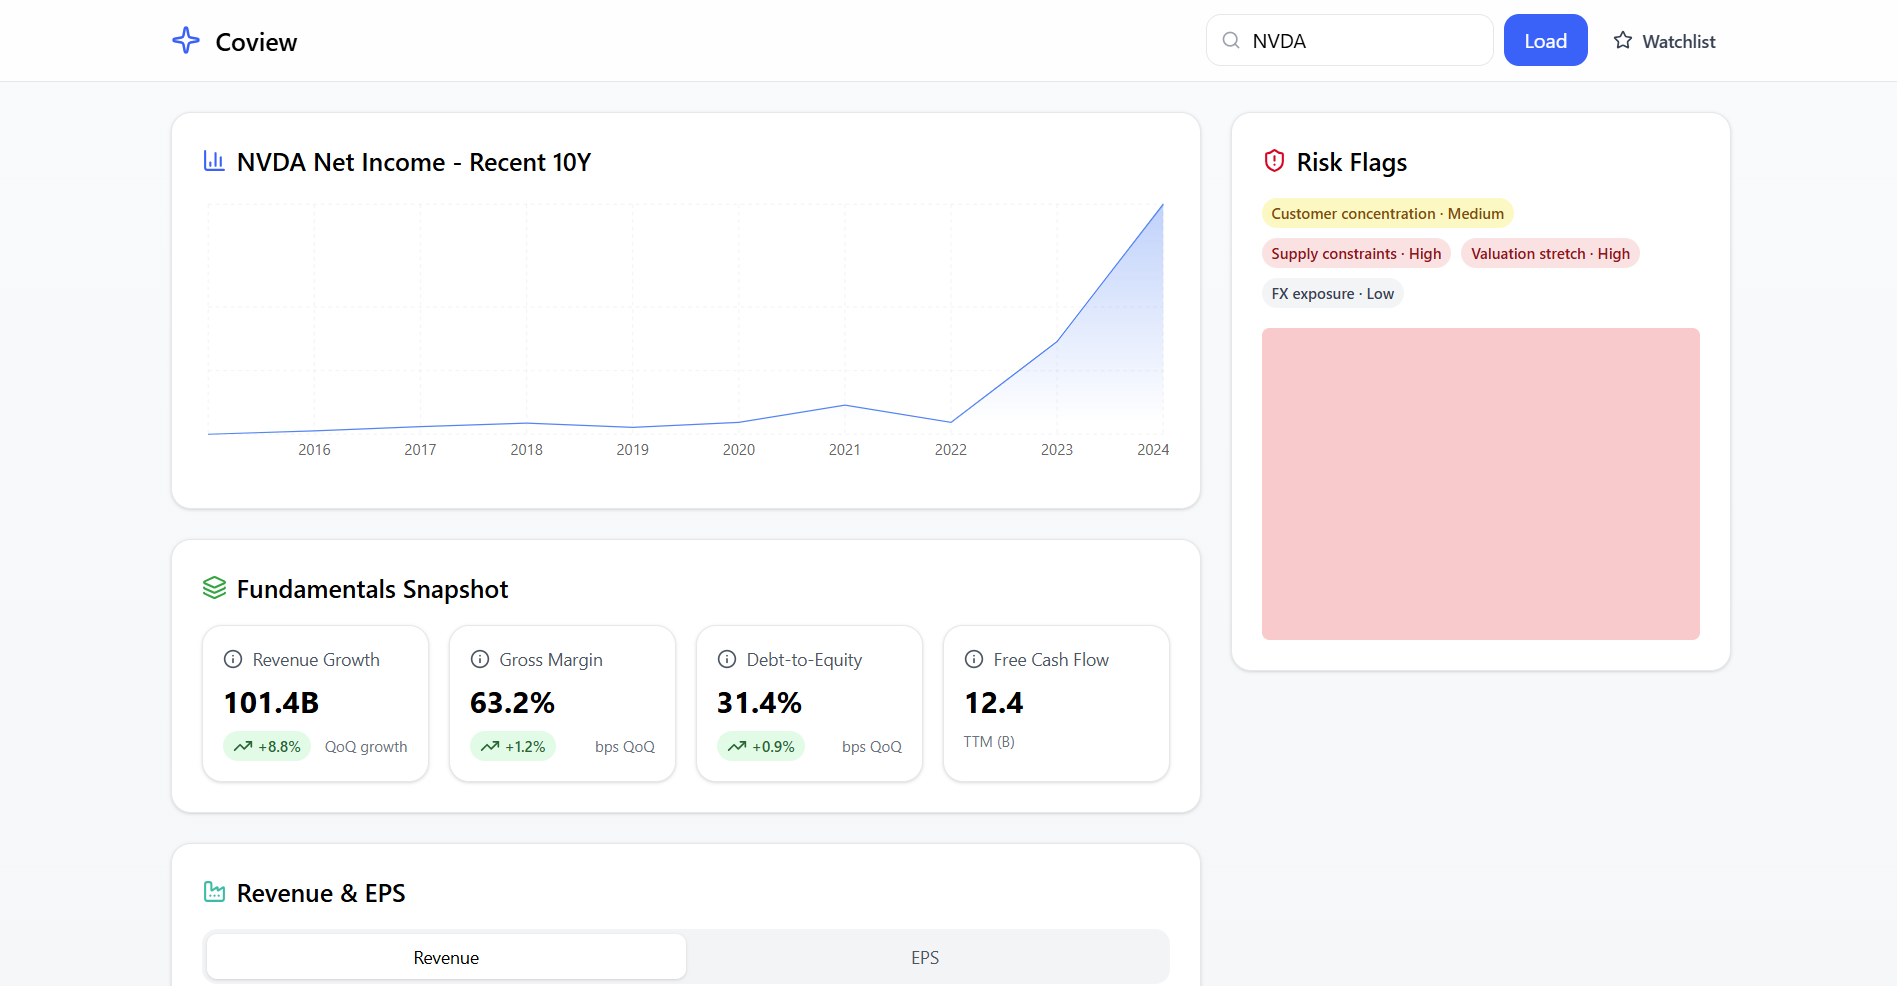 Coview
NVDA
Load
Watchlist
NVDA Net Income - Recent 10Y
2016 2017 2018 2019 2020 2021 2022 2023 2024
Risk Flags
Customer concentration · Medium
Supply constraints · High
Valuation stretch · High
FX exposure · Low
Fundamentals Snapshot
Revenue Growth
101.4B
+8.8% QoQ growth
Gross Margin
63.2%
+1.2% bps QoQ
Debt-to-Equity
31.4%
+0.9% bps QoQ
Free Cash Flow
12.4
TTM (B)
Revenue & EPS
Revenue
EPS